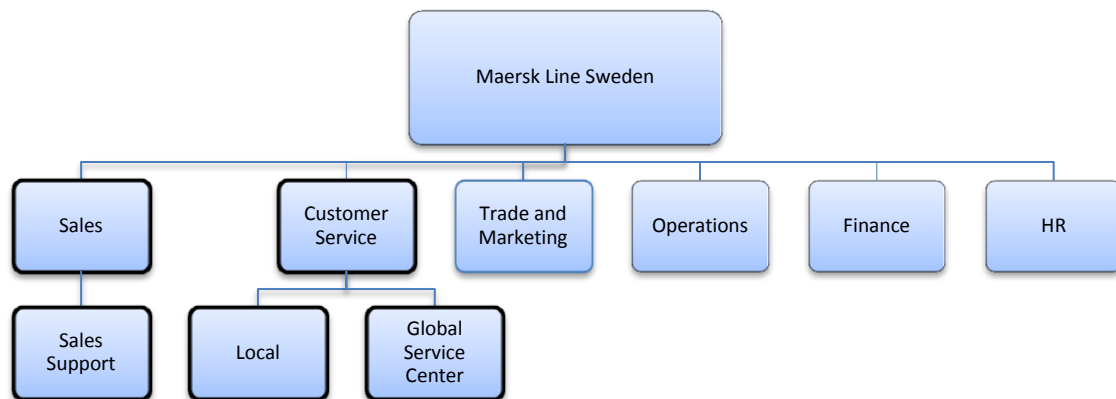 Maersk Line Sweden
Sales
Customer
Service
Trade and
Marketing
Operations
Finance
HR
Sales
Support
Local
Global
Service
Center